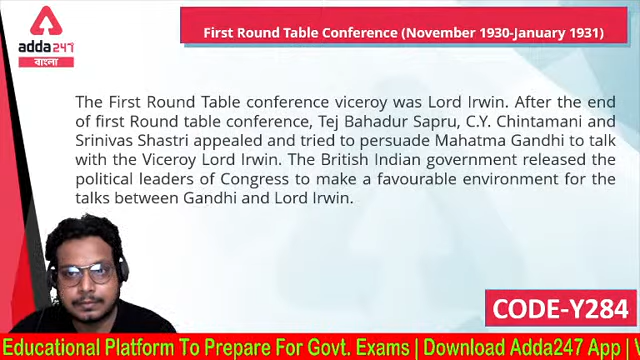 adda247
বাংলা
First Round Table Conference (November 1930-January 1931)
The First Round Table conference viceroy was Lord Irwin. After the end
of first Round table conference, Tej Bahadur Sapru, C.Y. Chintamani and
Srinivas Shastri appealed and tried to persuade Mahatma Gandhi to talk
with the Viceroy Lord Irwin. The British Indian government released the
political leaders of Congress to make a favourable environment for the
talks between Gandhi and Lord Irwin.
CODE-Y284
Educational Platform To Prepare For Govt. Exams | Download Adda247 App |